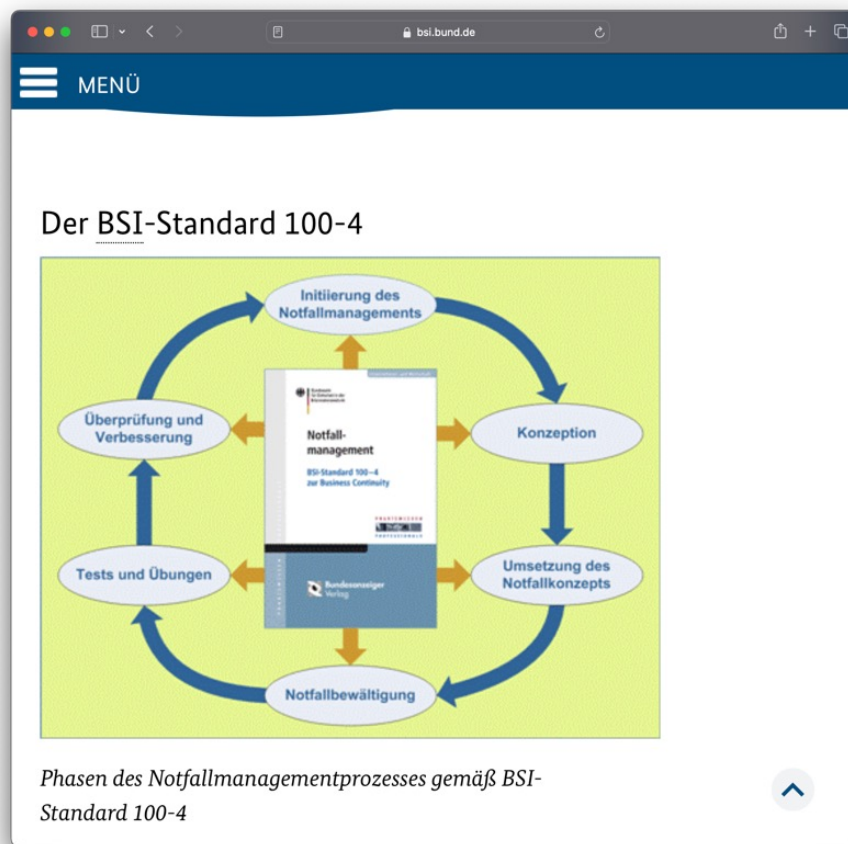 bsi.bund.de
MENÜ
Der BSI-Standard 100-4
Initiierung des
Notfallmanagements
Überprüfung und
Verbesserung
Notfall-
management
BSI-Standard 100–4
zur Business Continuity
Konzeption
Tests und Übungen
Bundesanzeiger
Verlag
Umsetzung des
Notfallkonzepts
Notfallbewältigung
Phasen des Notfallmanagementprozesses gemäß BSI-
Standard 100-4